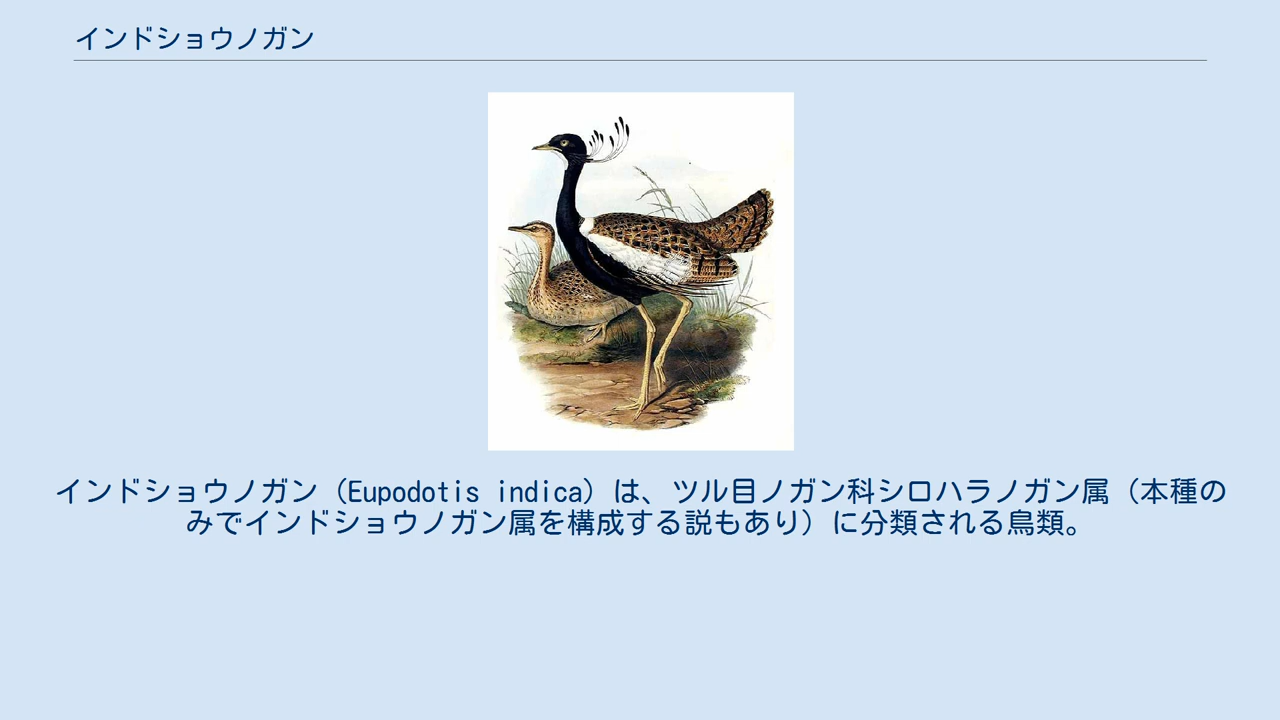 インドショウノガン
インドショウノガン（Eupodotis indica）は、ツル目ノガン科シロハラノガン属（本種の
みでインドショウノガン属を構成する説もあり）に分類される鳥類。